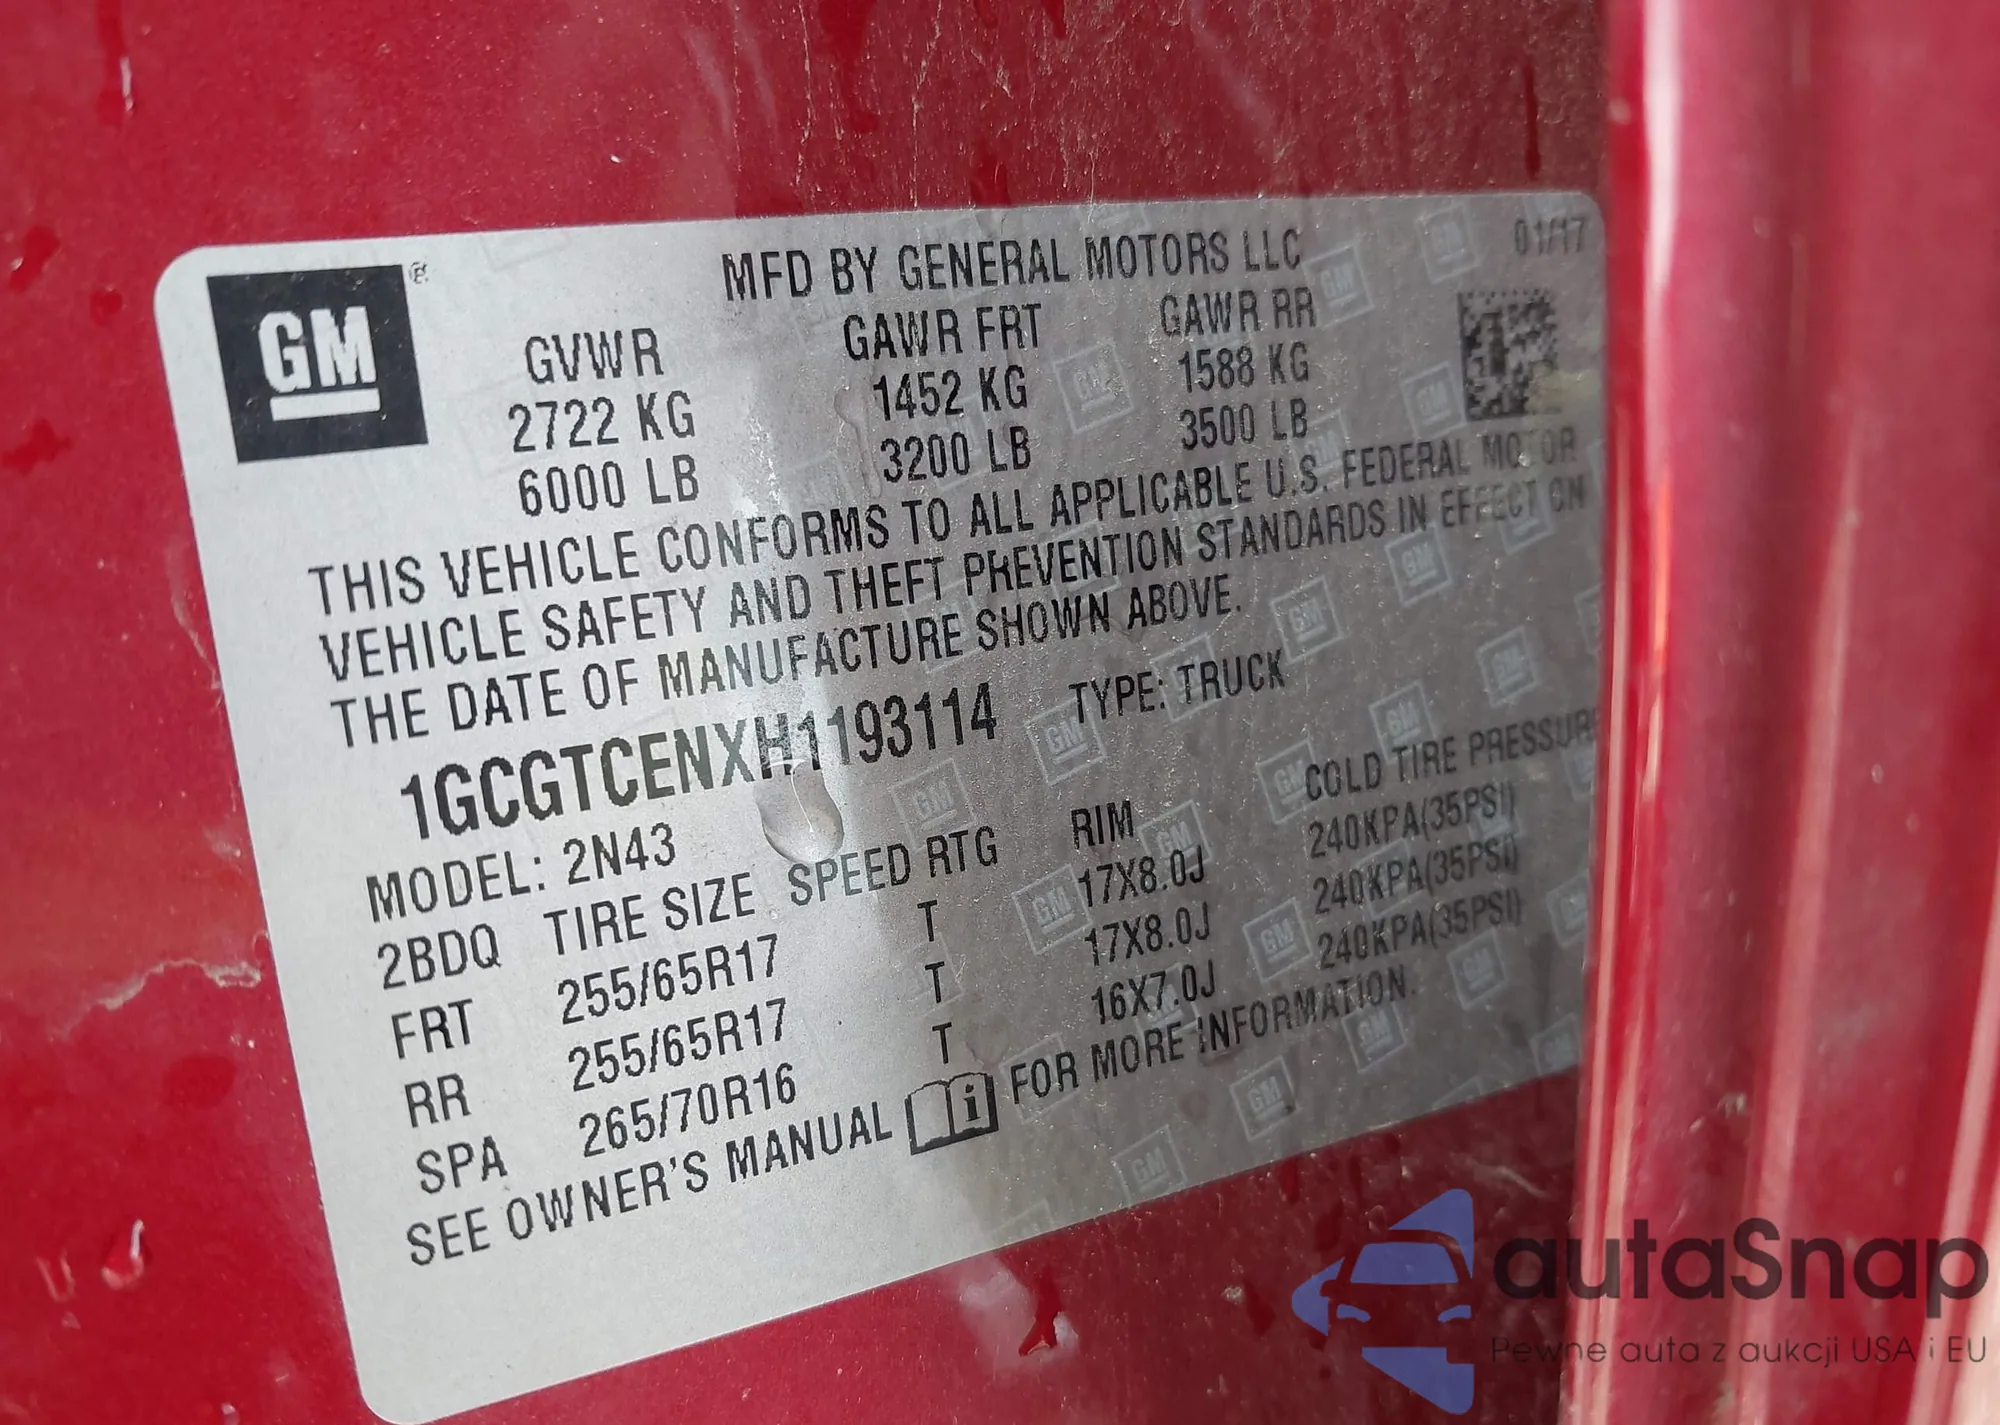 GM®
MFD BY GENERAL MOTORS LLC 01/17
GVWR GAWR FRT GAWR RR
2722 KG 1452 KG 1588 KG
6000 LB 3200 LB 3500 LB
THIS VEHICLE CONFORMS TO ALL APPLICABLE U.S. FEDERAL MOTOR
VEHICLE SAFETY AND THEFT PREVENTION STANDARDS IN EFFECT ON
THE DATE OF MANUFACTURE SHOWN ABOVE.
1GCGTCENXH1193114 TYPE: TRUCK
MODEL: 2N43
2BDQ TIRE SIZE SPEED RTG RIM COLD TIRE PRESSURE
FRT 255/65R17 T 17X8.0J 240KPA(35PSI)
RR 255/65R17 T 17X8.0J 240KPA(35PSI)
SPA 265/70R16 T 16X7.0J 240KPA(35PSI)
SEE OWNER'S MANUAL i FOR MORE INFORMATION.
autaSnap
Pewne auta z aukcji USA i EU